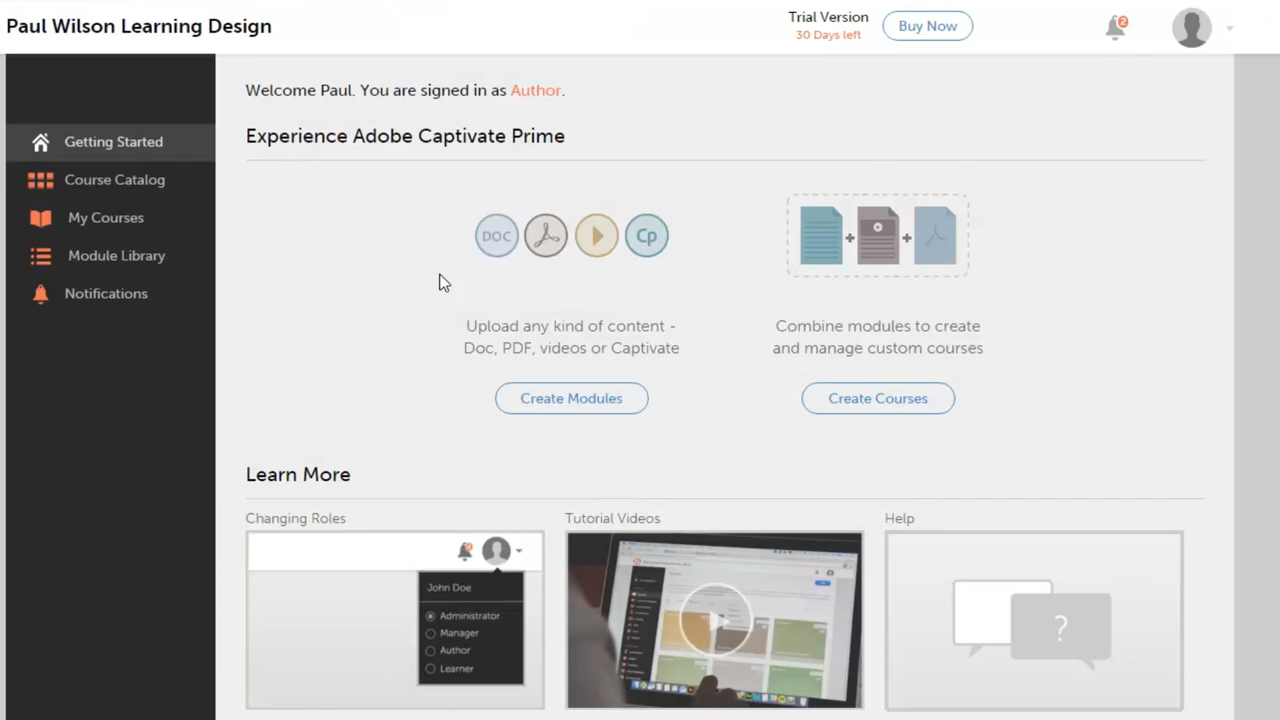 Paul Wilson Learning Design
Trial Version
30 Days left
Buy Now
2
Welcome Paul. You are signed in as Author.
Getting Started
Course Catalog
My Courses
Module Library
Notifications
Experience Adobe Captivate Prime
DOC
Cp
Upload any kind of content -
Doc, PDF, videos or Captivate
Combine modules to create
and manage custom courses
Create Modules
Create Courses
Learn More
Changing Roles
Tutorial Videos
Help
John Doe
Administrator
Manager
Author
Learner
?